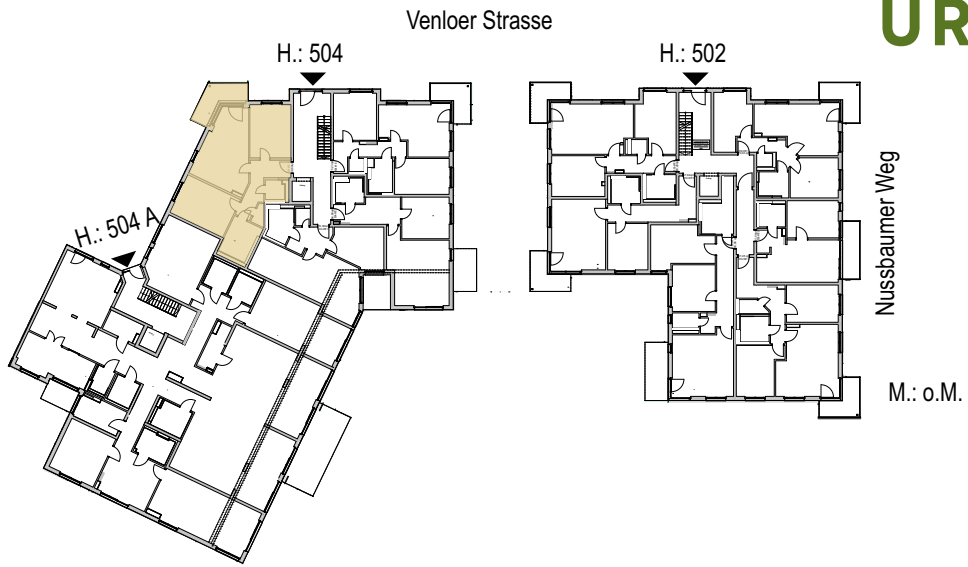 Venloer Strasse
UR
H.: 504
H.: 502
H.: 504 A
Nussbaumer Weg
M.: o.M.